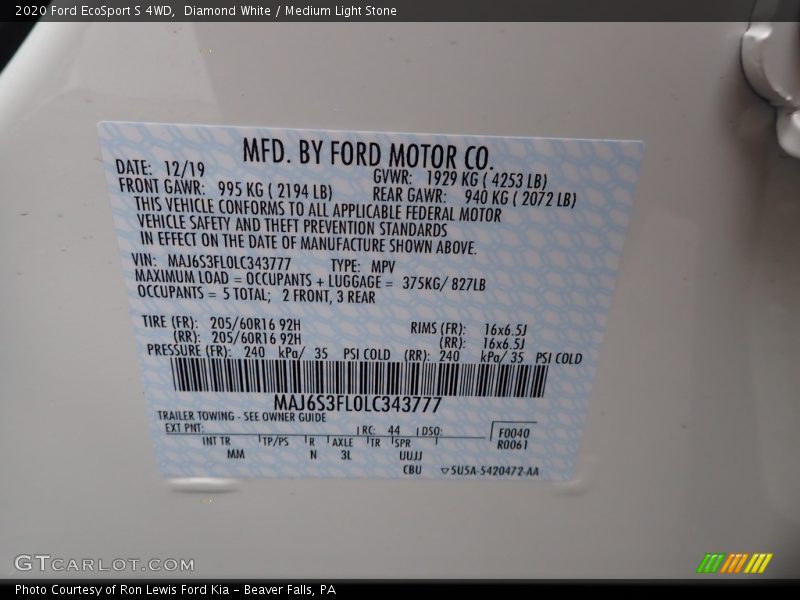 2020 Ford EcoSport S 4WD, Diamond White / Medium Light Stone
MFD. BY FORD MOTOR CO.
DATE: 12/19 GVWR: 1929 KG ( 4253 LB)
FRONT GAWR: 995 KG ( 2194 LB) REAR GAWR: 940 KG ( 2072 LB)
THIS VEHICLE CONFORMS TO ALL APPLICABLE FEDERAL MOTOR
VEHICLE SAFETY AND THEFT PREVENTION STANDARDS
IN EFFECT ON THE DATE OF MANUFACTURE SHOWN ABOVE.
VIN: MAJ6S3FL0LC343777 TYPE: MPV
MAXIMUM LOAD = OCCUPANTS + LUGGAGE = 375KG/ 827LB
OCCUPANTS = 5 TOTAL; 2 FRONT, 3 REAR
TIRE (FR): 205/60R16 92H RIMS (FR): 16x6.5J
(RR): 205/60R16 92H (RR): 16x6.5J
PRESSURE (FR): 240 kPa/ 35 PSI COLD (RR): 240 kPa/ 35 PSI COLD
MAJ6S3FL0LC343777
TRAILER TOWING - SEE OWNER GUIDE
EXT PNT: RC: 44 DSO: F0040
INT TR TP/PS R AXLE TR SPR R0061
MM N 3L UUJJ
CBU 5U5A-5420472-AA
GTCARLOT.COM
Photo Courtesy of Ron Lewis Ford Kia - Beaver Falls, PA